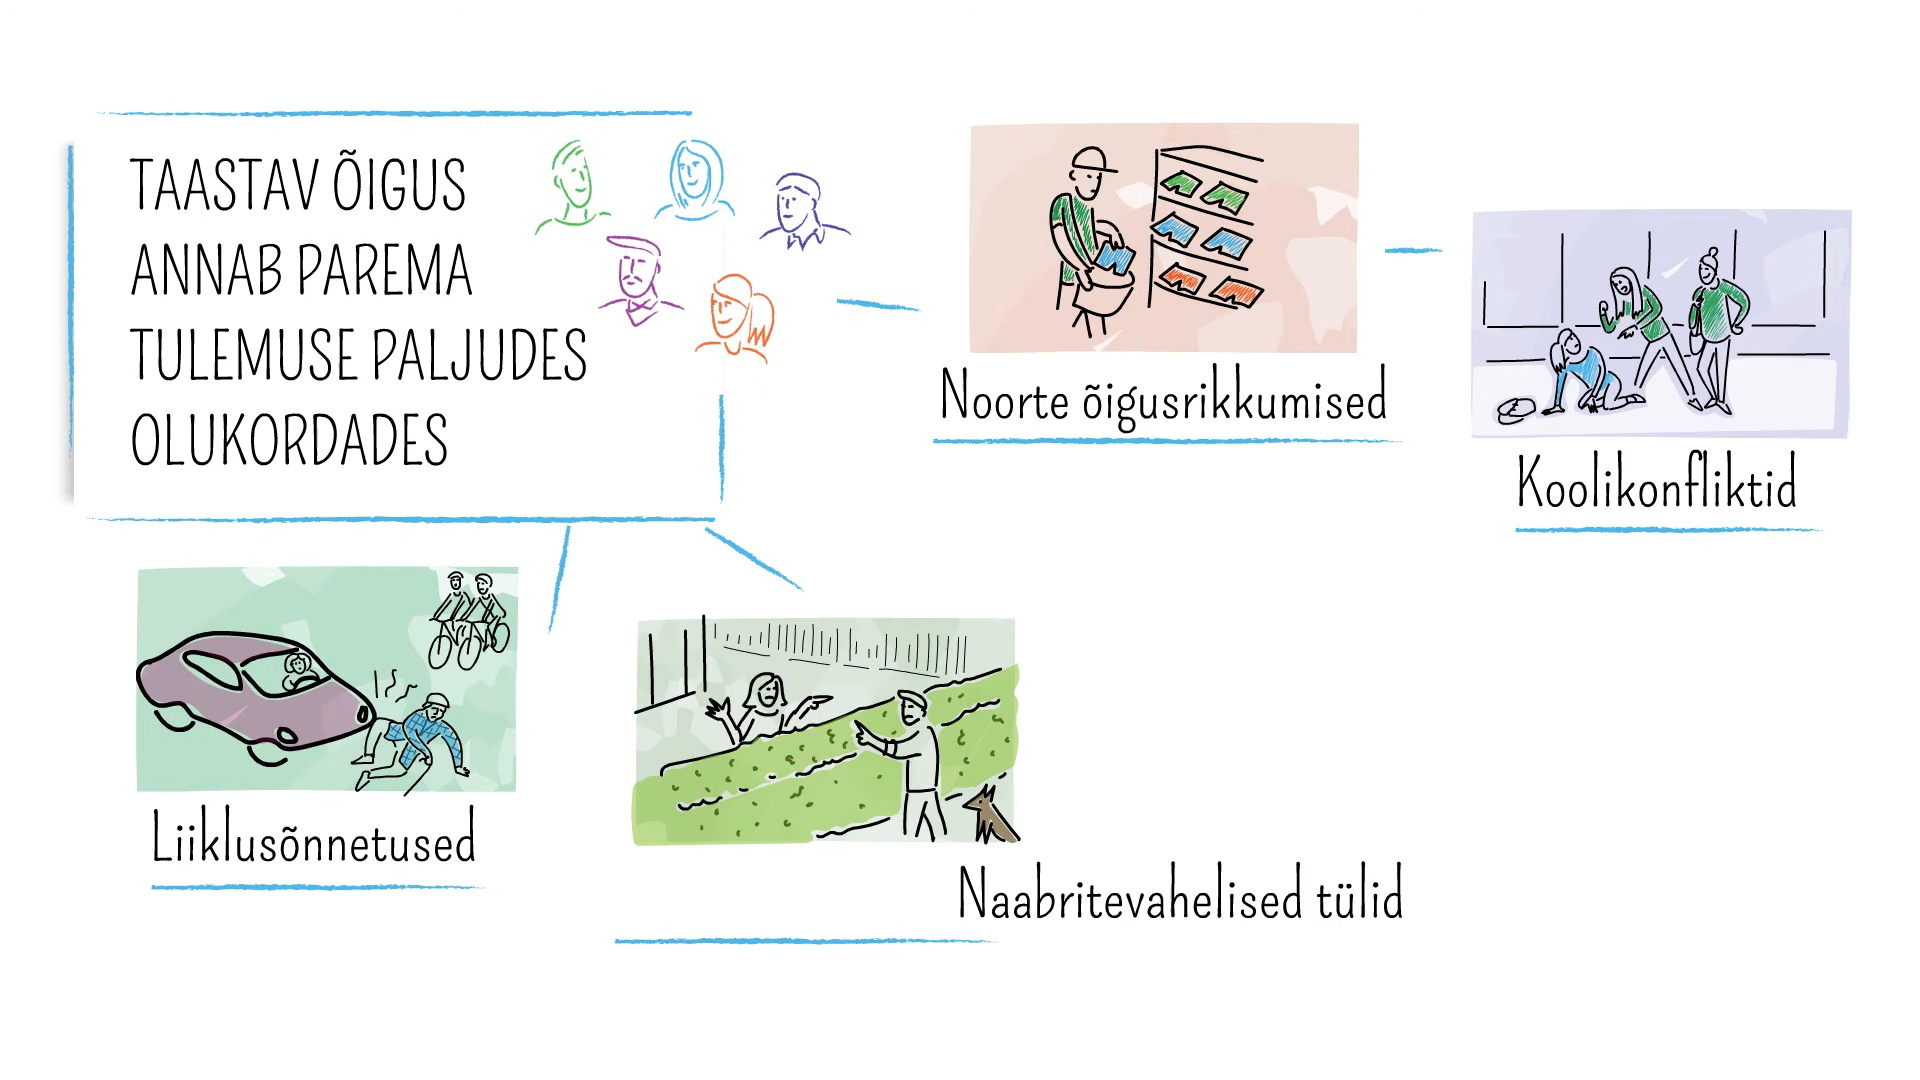 TAASTAV ÕIGUS
ANNAB PAREMA
TULEMUSE PALJUDES
OLUKORDADES
Noorte õigusrikkumised
Koolikonfliktid
Liiklusõnnetused
Naabritevahelised tülid